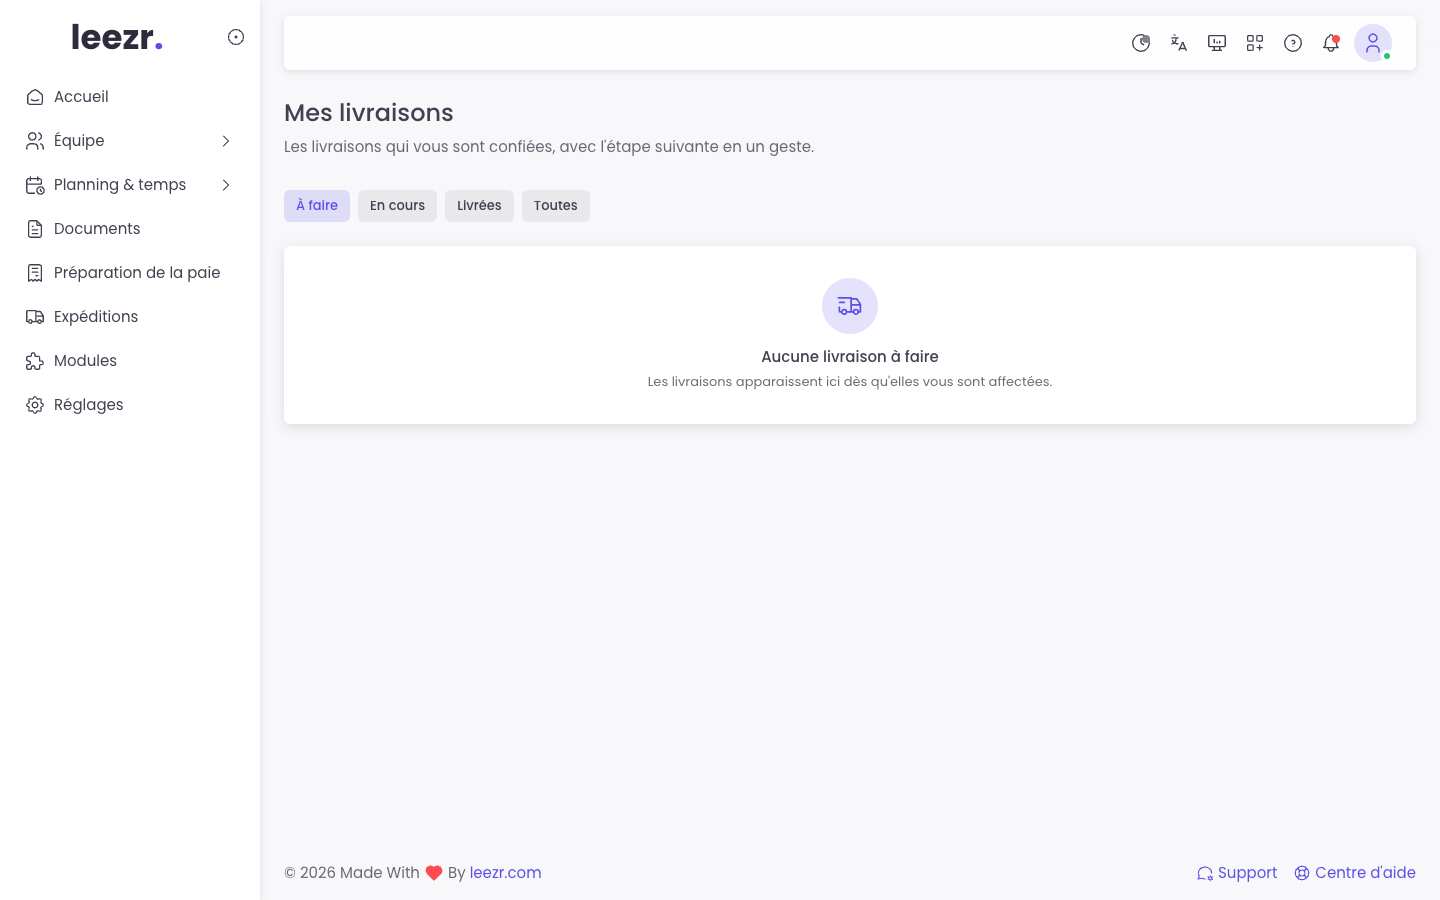 leezr.
Accueil
Équipe
Planning & temps
Documents
Préparation de la paie
Expéditions
Modules
Réglages
Mes livraisons
Les livraisons qui vous sont confiées, avec l'étape suivante en un geste.
À faire En cours Livrées Toutes
Aucune livraison à faire
Les livraisons apparaissent ici dès qu'elles vous sont affectées.
© 2026 Made With By leezr.com
Support Centre d'aide